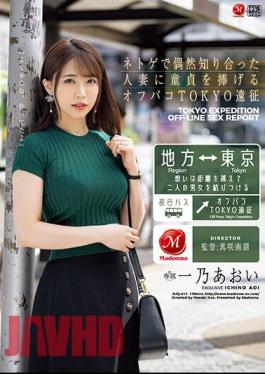 ネトゲで偶然知り合った
人妻に童貞を捧げる
オフパコTOKYO遠征
TOKYO EXPEDITION
OFF-LINE SEX REPORT
地方↔東京
Region
Tokyo
想いは距離を越えて
二人の男女を結びつける
夜行バス
オフパコ
TOKYO遠征
Madonna
DIRECTOR
監督:真咲南朋
専属
一乃あおい
EXCLUSIVE ICHINO AOI
Madonna
JAVHD